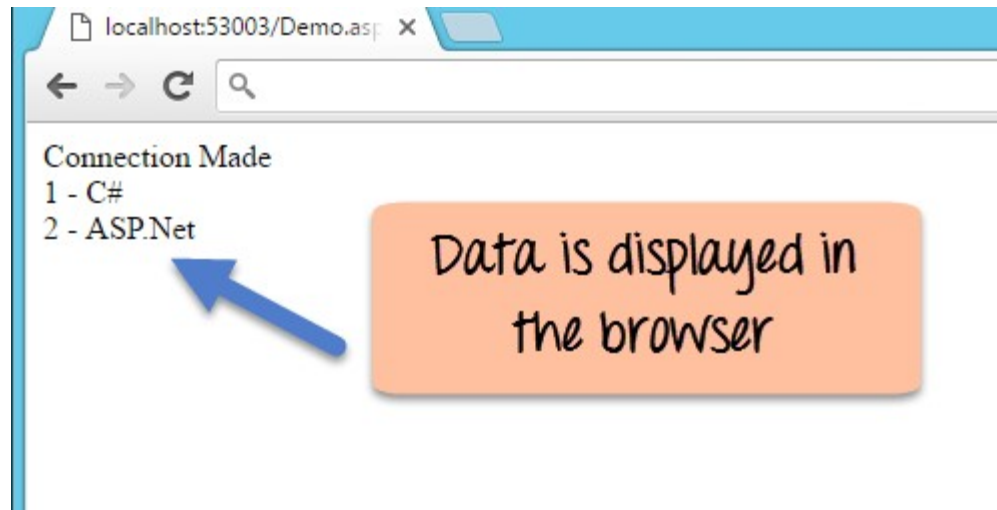 localhost:53003/Demo.asp
Connection Made
1 - C#
2 - ASP.Net
Data is displayed in
the browser